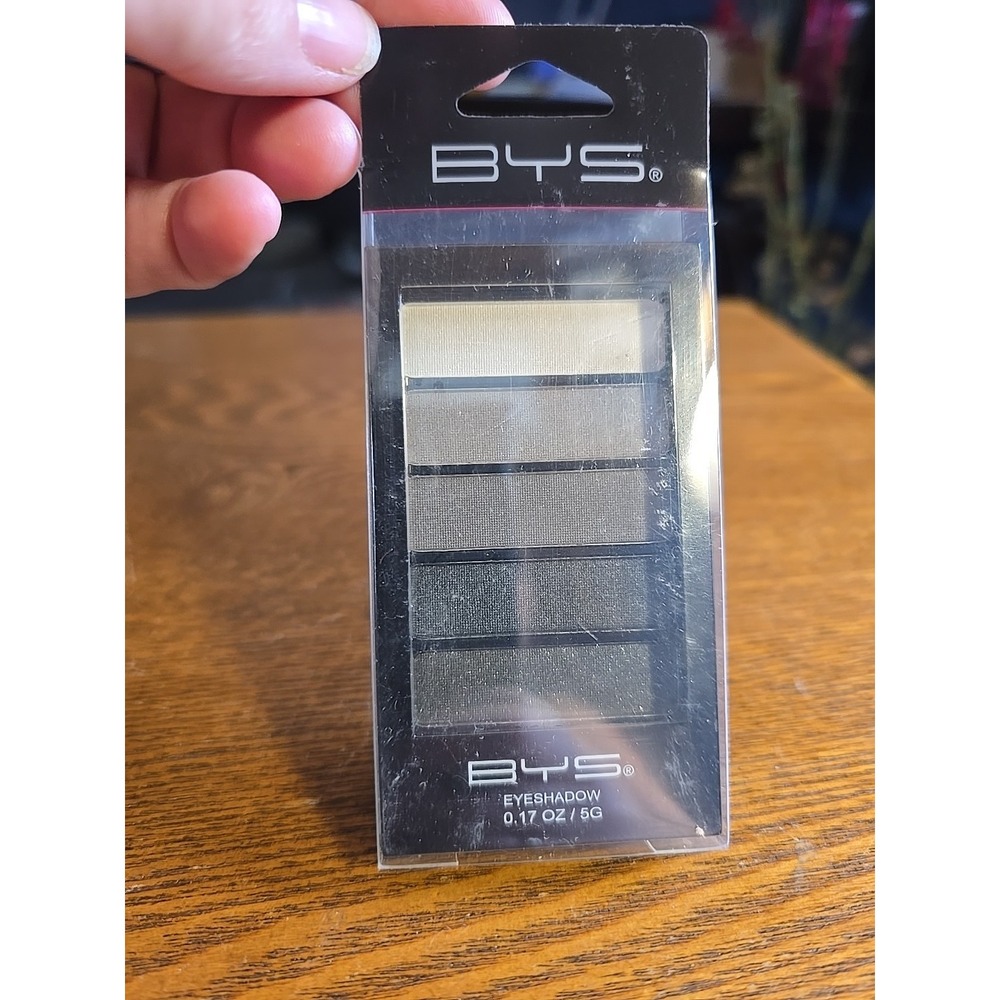 BYS®
BYS®
EYESHADOW
0.17 OZ / 5G